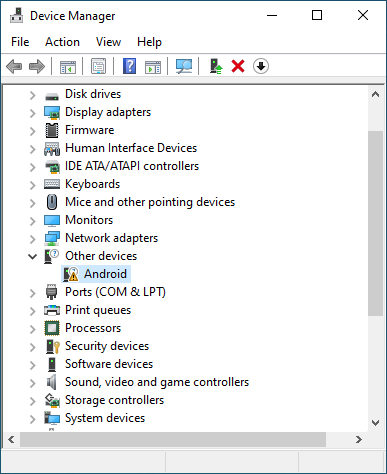 Device Manager
File Action View Help
Disk drives
Display adapters
Firmware
Human Interface Devices
IDE ATA/ATAPI controllers
Keyboards
Mice and other pointing devices
Monitors
Network adapters
Other devices
Android
Ports (COM & LPT)
Print queues
Processors
Security devices
Software devices
Sound, video and game controllers
Storage controllers
System devices